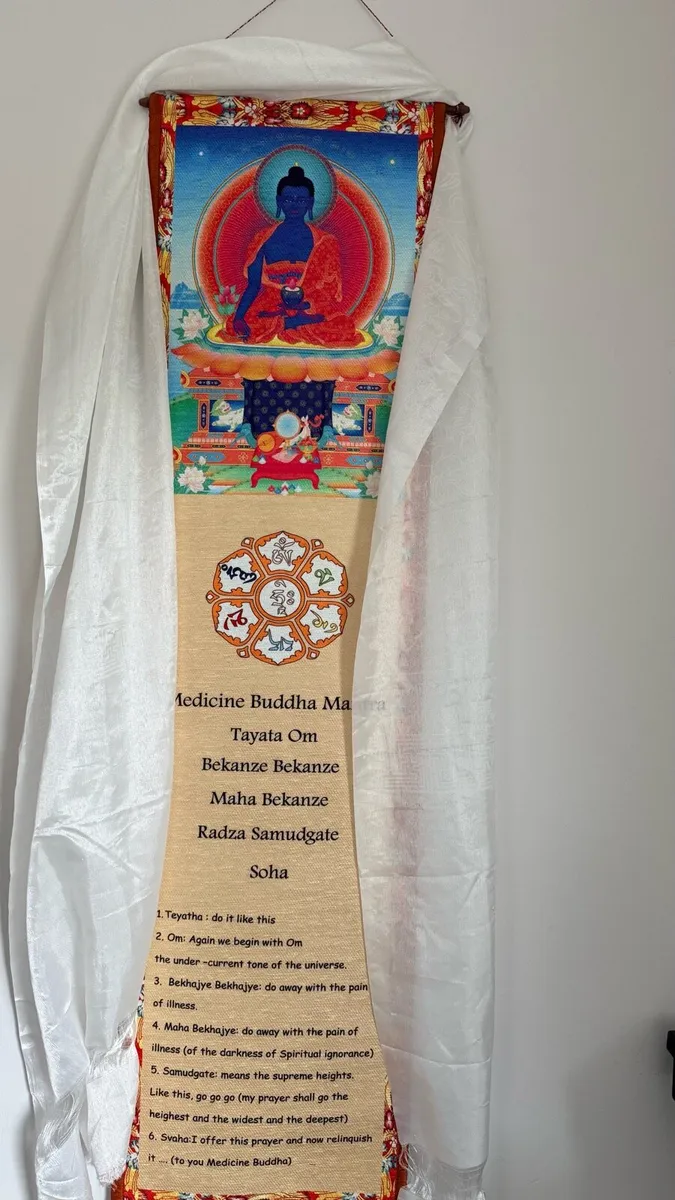 Medicine Buddha Mantra
Tayata Om
Bekanze Bekanze
Maha Bekanze
Radza Samudgate
Soha
1. Teyatha : do it like this
2. Om: Again we begin with Om
the under –current tone of the universe.
3. Bekhajye Bekhajye: do away with the pain
of illness.
4. Maha Bekhajye: do away with the pain of
illness (of the darkness of Spiritual ignorance)
5. Samudgate: means the supreme heights.
Like this, go go go (my prayer shall go the
heighest and the widest and the deepest)
6. Svaha:I offer this prayer and now relinquish
it .... (to you Medicine Buddha)